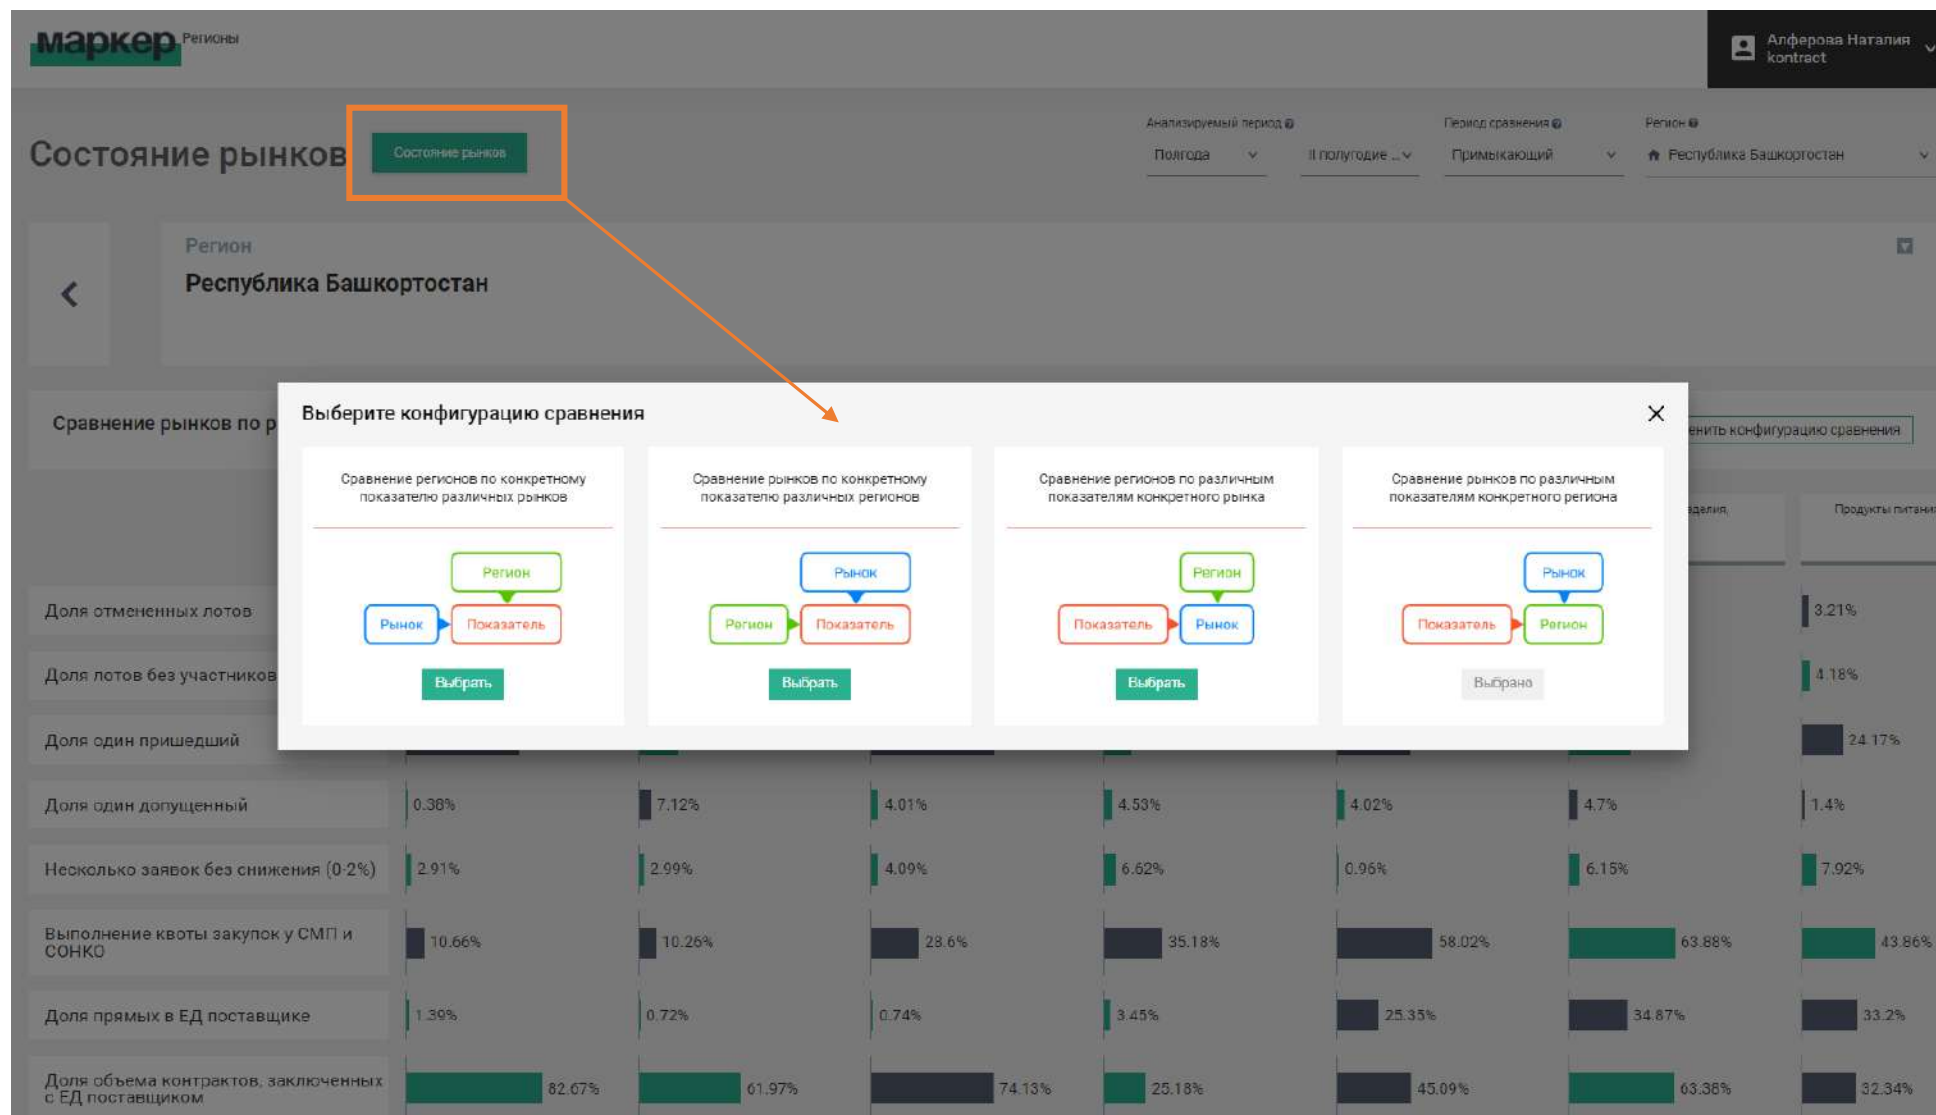 маркер Регионы
Алферова Наталия
kontract
Состояние рынков
Состояние рынков
Анализируемый период
Период сравнения
Регион
Полгода
II полугодие ...
Примыкающий
Республика Башкортостан
Регион
Республика Башкортостан
Сравнение рынков по р
Выберите конфигурацию сравнения
енить конфигурацию сравнения
Сравнение регионов по конкретному
показателю различных рынков
Регион
Рынок
Показатель
Выбрать
Сравнение рынков по конкретному
показателю различных регионов
Рынок
Регион
Показатель
Выбрать
Сравнение регионов по различным
показателям конкретного рынка
Регион
Показатель
Рынок
Выбрать
Сравнение рынков по различным
показателям конкретного региона
Рынок
Показатель
Регион
Выбрано
зделия,
Продукты питани
Доля отмененных лотов
3.21%
Доля лотов без участников
4.18%
Доля один пришедший
24.17%
Доля один допущенный
0.38%
7.12%
4.01%
4.53%
4.02%
4.7%
1.4%
Несколько заявок без снижения (0-2%)
2.91%
2.99%
4.09%
6.62%
0.96%
6.15%
7.92%
Выполнение квоты закупок у СМП и
СОНКО
10.66%
10.26%
28.6%
35.18%
58.02%
63.88%
43.86%
Доля прямых в ЕД поставщике
1.39%
0.72%
0.74%
3.45%
25.35%
34.87%
33.2%
Доля объема контрактов, заключенных
с ЕД поставщиком
82.67%
61.97%
74.13%
25.18%
45.09%
63.38%
32.34%